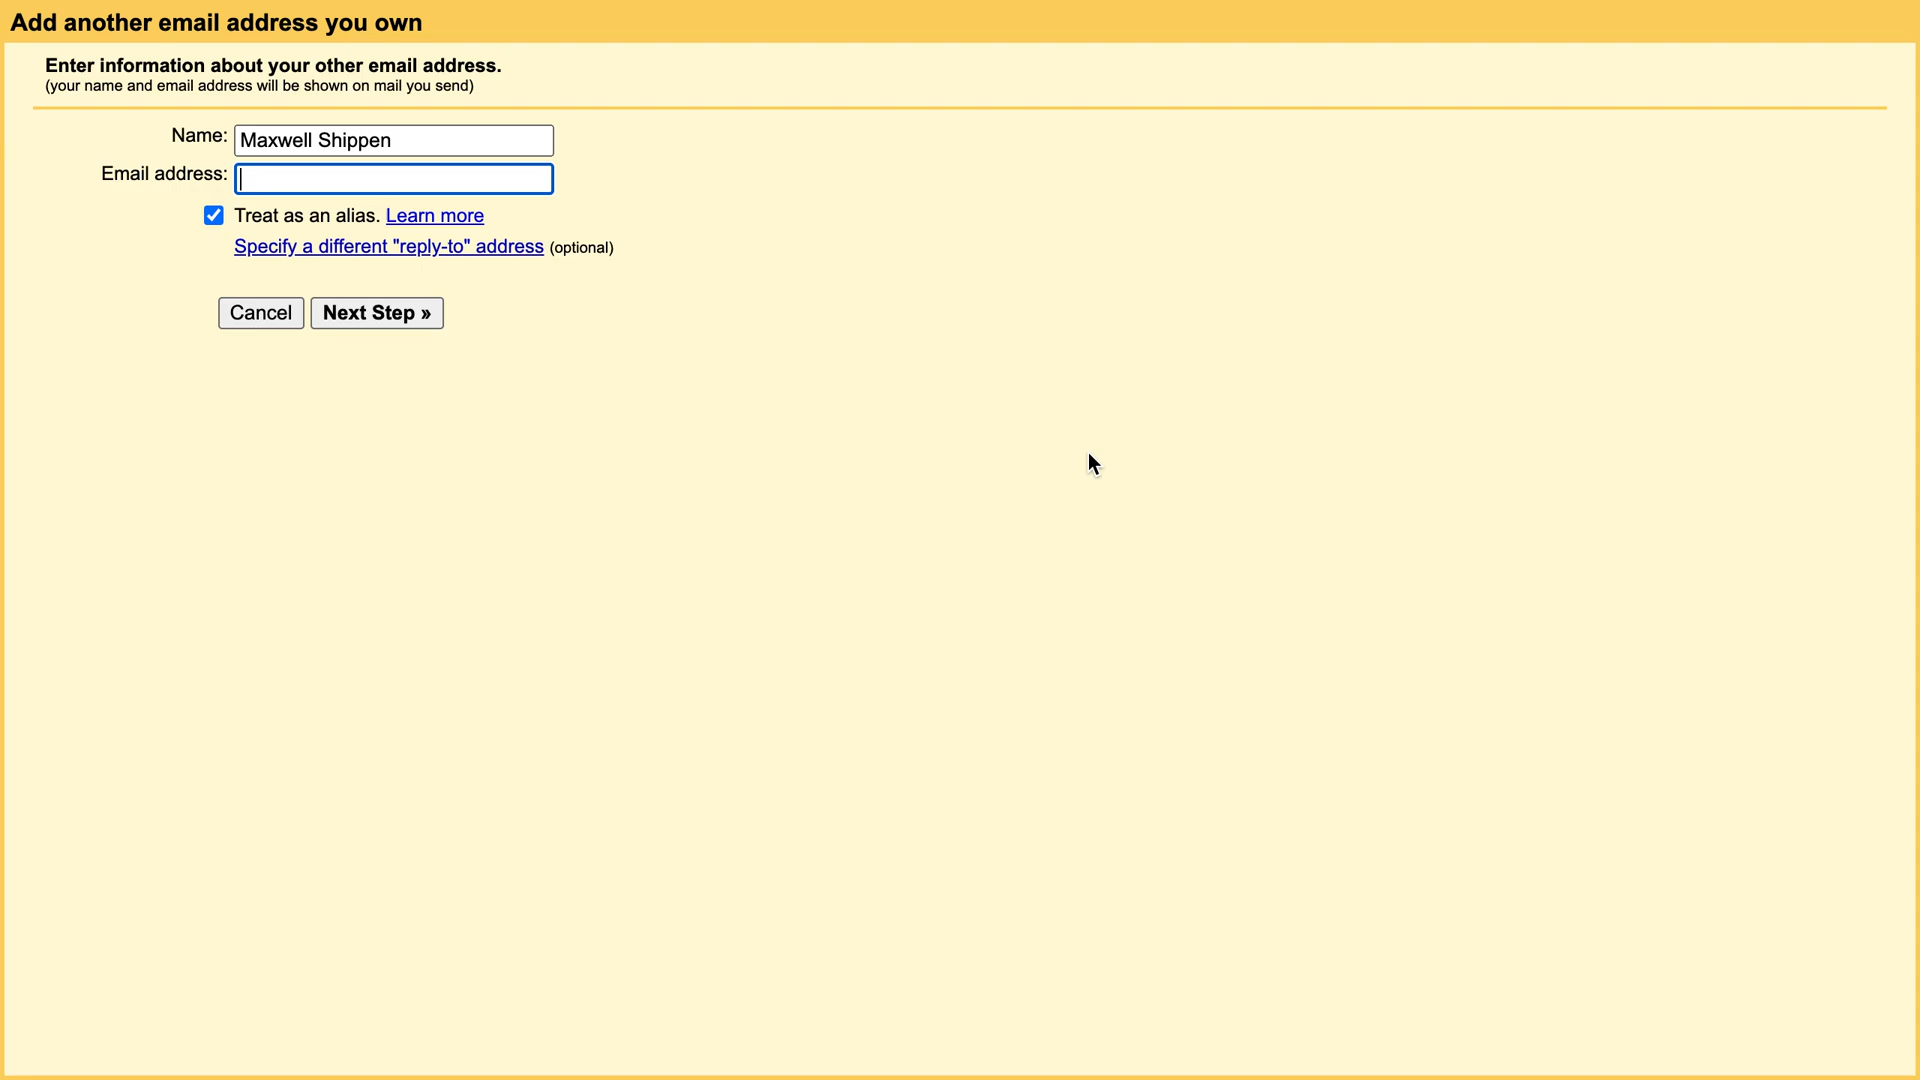 Add another email address you own
Enter information about your other email address.
(your name and email address will be shown on mail you send)
Name: Maxwell Shippen
Email address:
Treat as an alias. Learn more
Specify a different "reply-to" address (optional)
Cancel Next Step »